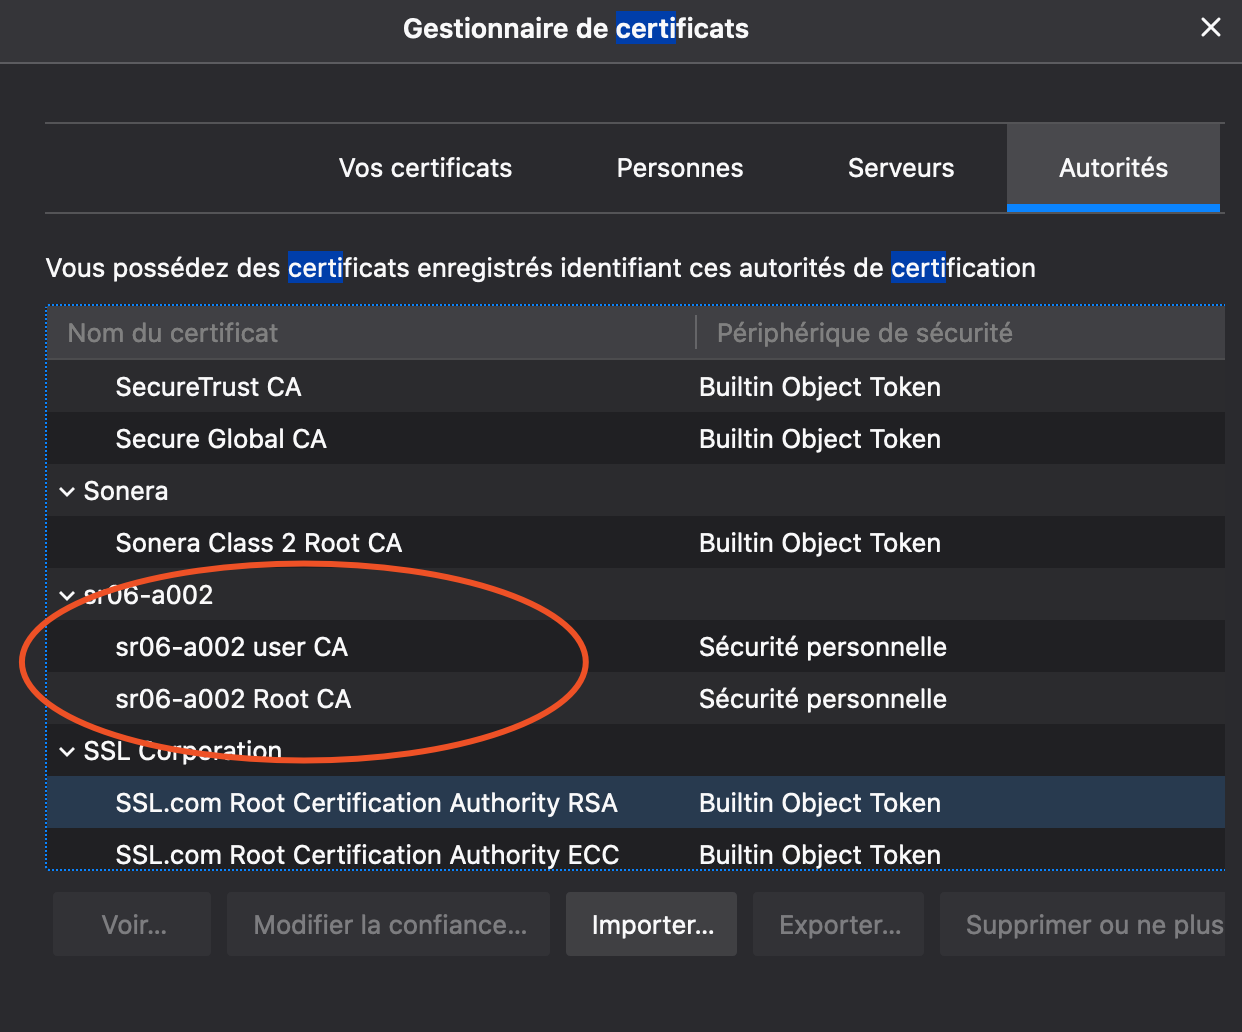 Gestionnaire de certificats
Vos certificats Personnes Serveurs Autorités
Vous possédez des certificats enregistrés identifiant ces autorités de certification
Nom du certificat Périphérique de sécurité
SecureTrust CA Builtin Object Token
Secure Global CA Builtin Object Token
Sonera
Sonera Class 2 Root CA Builtin Object Token
sr06-a002
sr06-a002 user CA Sécurité personnelle
sr06-a002 Root CA Sécurité personnelle
SSL Corporation
SSL.com Root Certification Authority RSA Builtin Object Token
SSL.com Root Certification Authority ECC Builtin Object Token
Voir... Modifier la confiance... Importer... Exporter... Supprimer ou ne plus